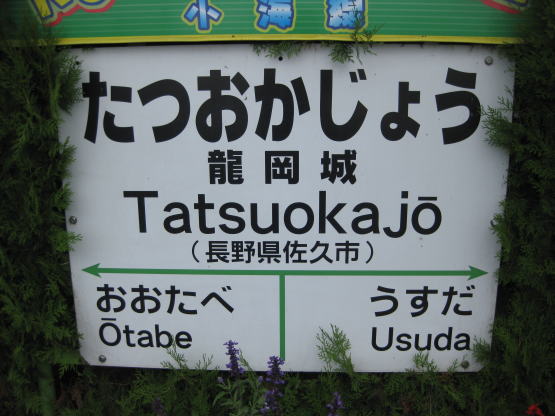 小海線
たつおかじょう
龍岡城
Tatsuokajō
（長野県佐久市）
おおたべ うすだ
Ōtabe Usuda